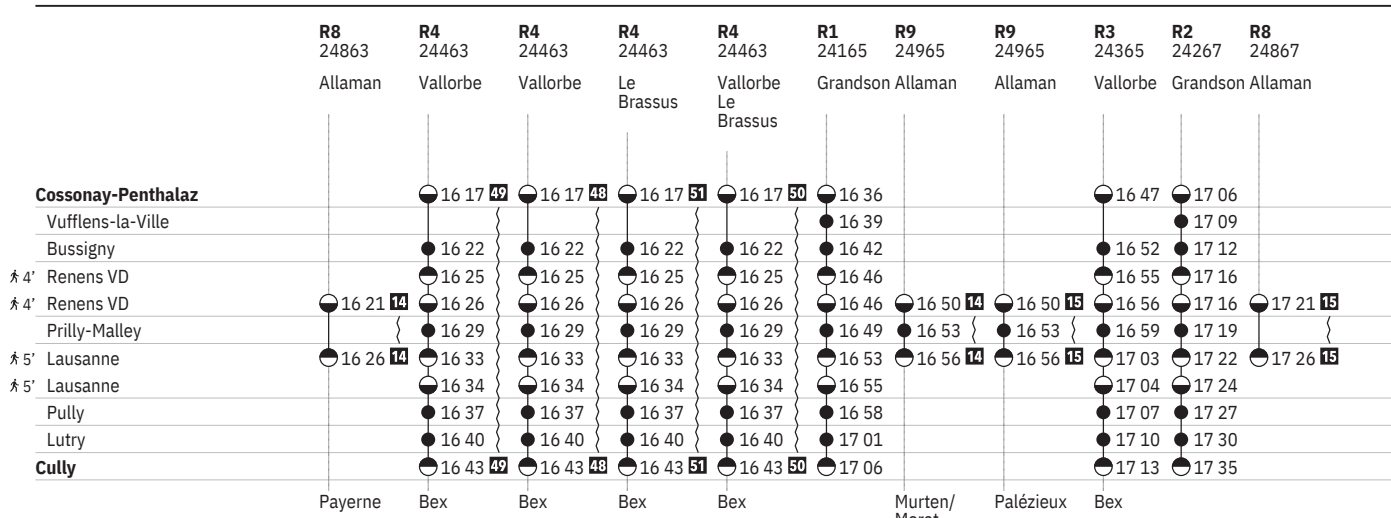 R8 R4 R4 R4 R4 R1 R9 R9 R3 R2 R8
24863 24463 24463 24463 24463 24165 24965 24965 24365 24267 24867
Allaman Vallorbe Vallorbe Le Vallorbe Grandson Allaman Allaman Vallorbe Grandson Allaman
Brassus Le
Brassus
Cossonay-Penthalaz 16 17 49 16 17 48 16 17 51 16 17 50 16 36 16 47 17 06
Vufflens-la-Ville 16 39 17 09
Bussigny 16 22 16 22 16 22 16 22 16 42 16 52 17 12
4’ Renens VD 16 25 16 25 16 25 16 25 16 46 16 55 17 16
4’ Renens VD 16 21 14 16 26 16 26 16 26 16 26 16 46 16 50 14 16 50 15 16 56 17 16 17 21 15
Prilly-Malley 16 29 16 29 16 29 16 29 16 49 16 53 16 53 16 59 17 19
5’ Lausanne 16 26 14 16 33 16 33 16 33 16 33 16 53 16 56 14 16 56 15 17 03 17 22 17 26 15
5’ Lausanne 16 34 16 34 16 34 16 34 16 55 17 04 17 24
Pully 16 37 16 37 16 37 16 37 16 58 17 07 17 27
Lutry 16 40 16 40 16 40 16 40 17 01 17 10 17 30
Cully 16 43 49 16 43 48 16 43 51 16 43 50 17 06 17 13 17 35
Payerne Bex Bex Bex Bex Murten/ Palézieux Bex